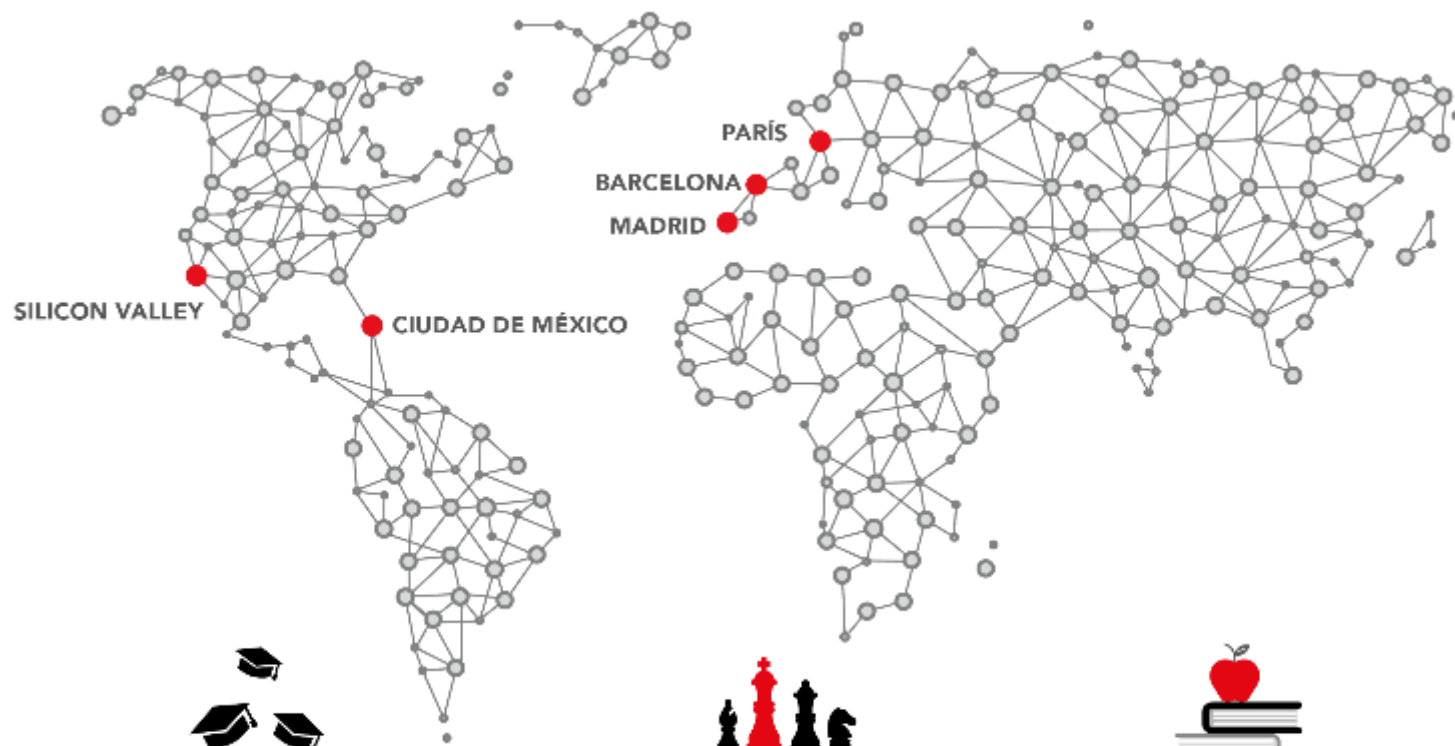 PARÍS
BARCELONA
MADRID
SILICON VALLEY
CIUDAD DE MÉXICO